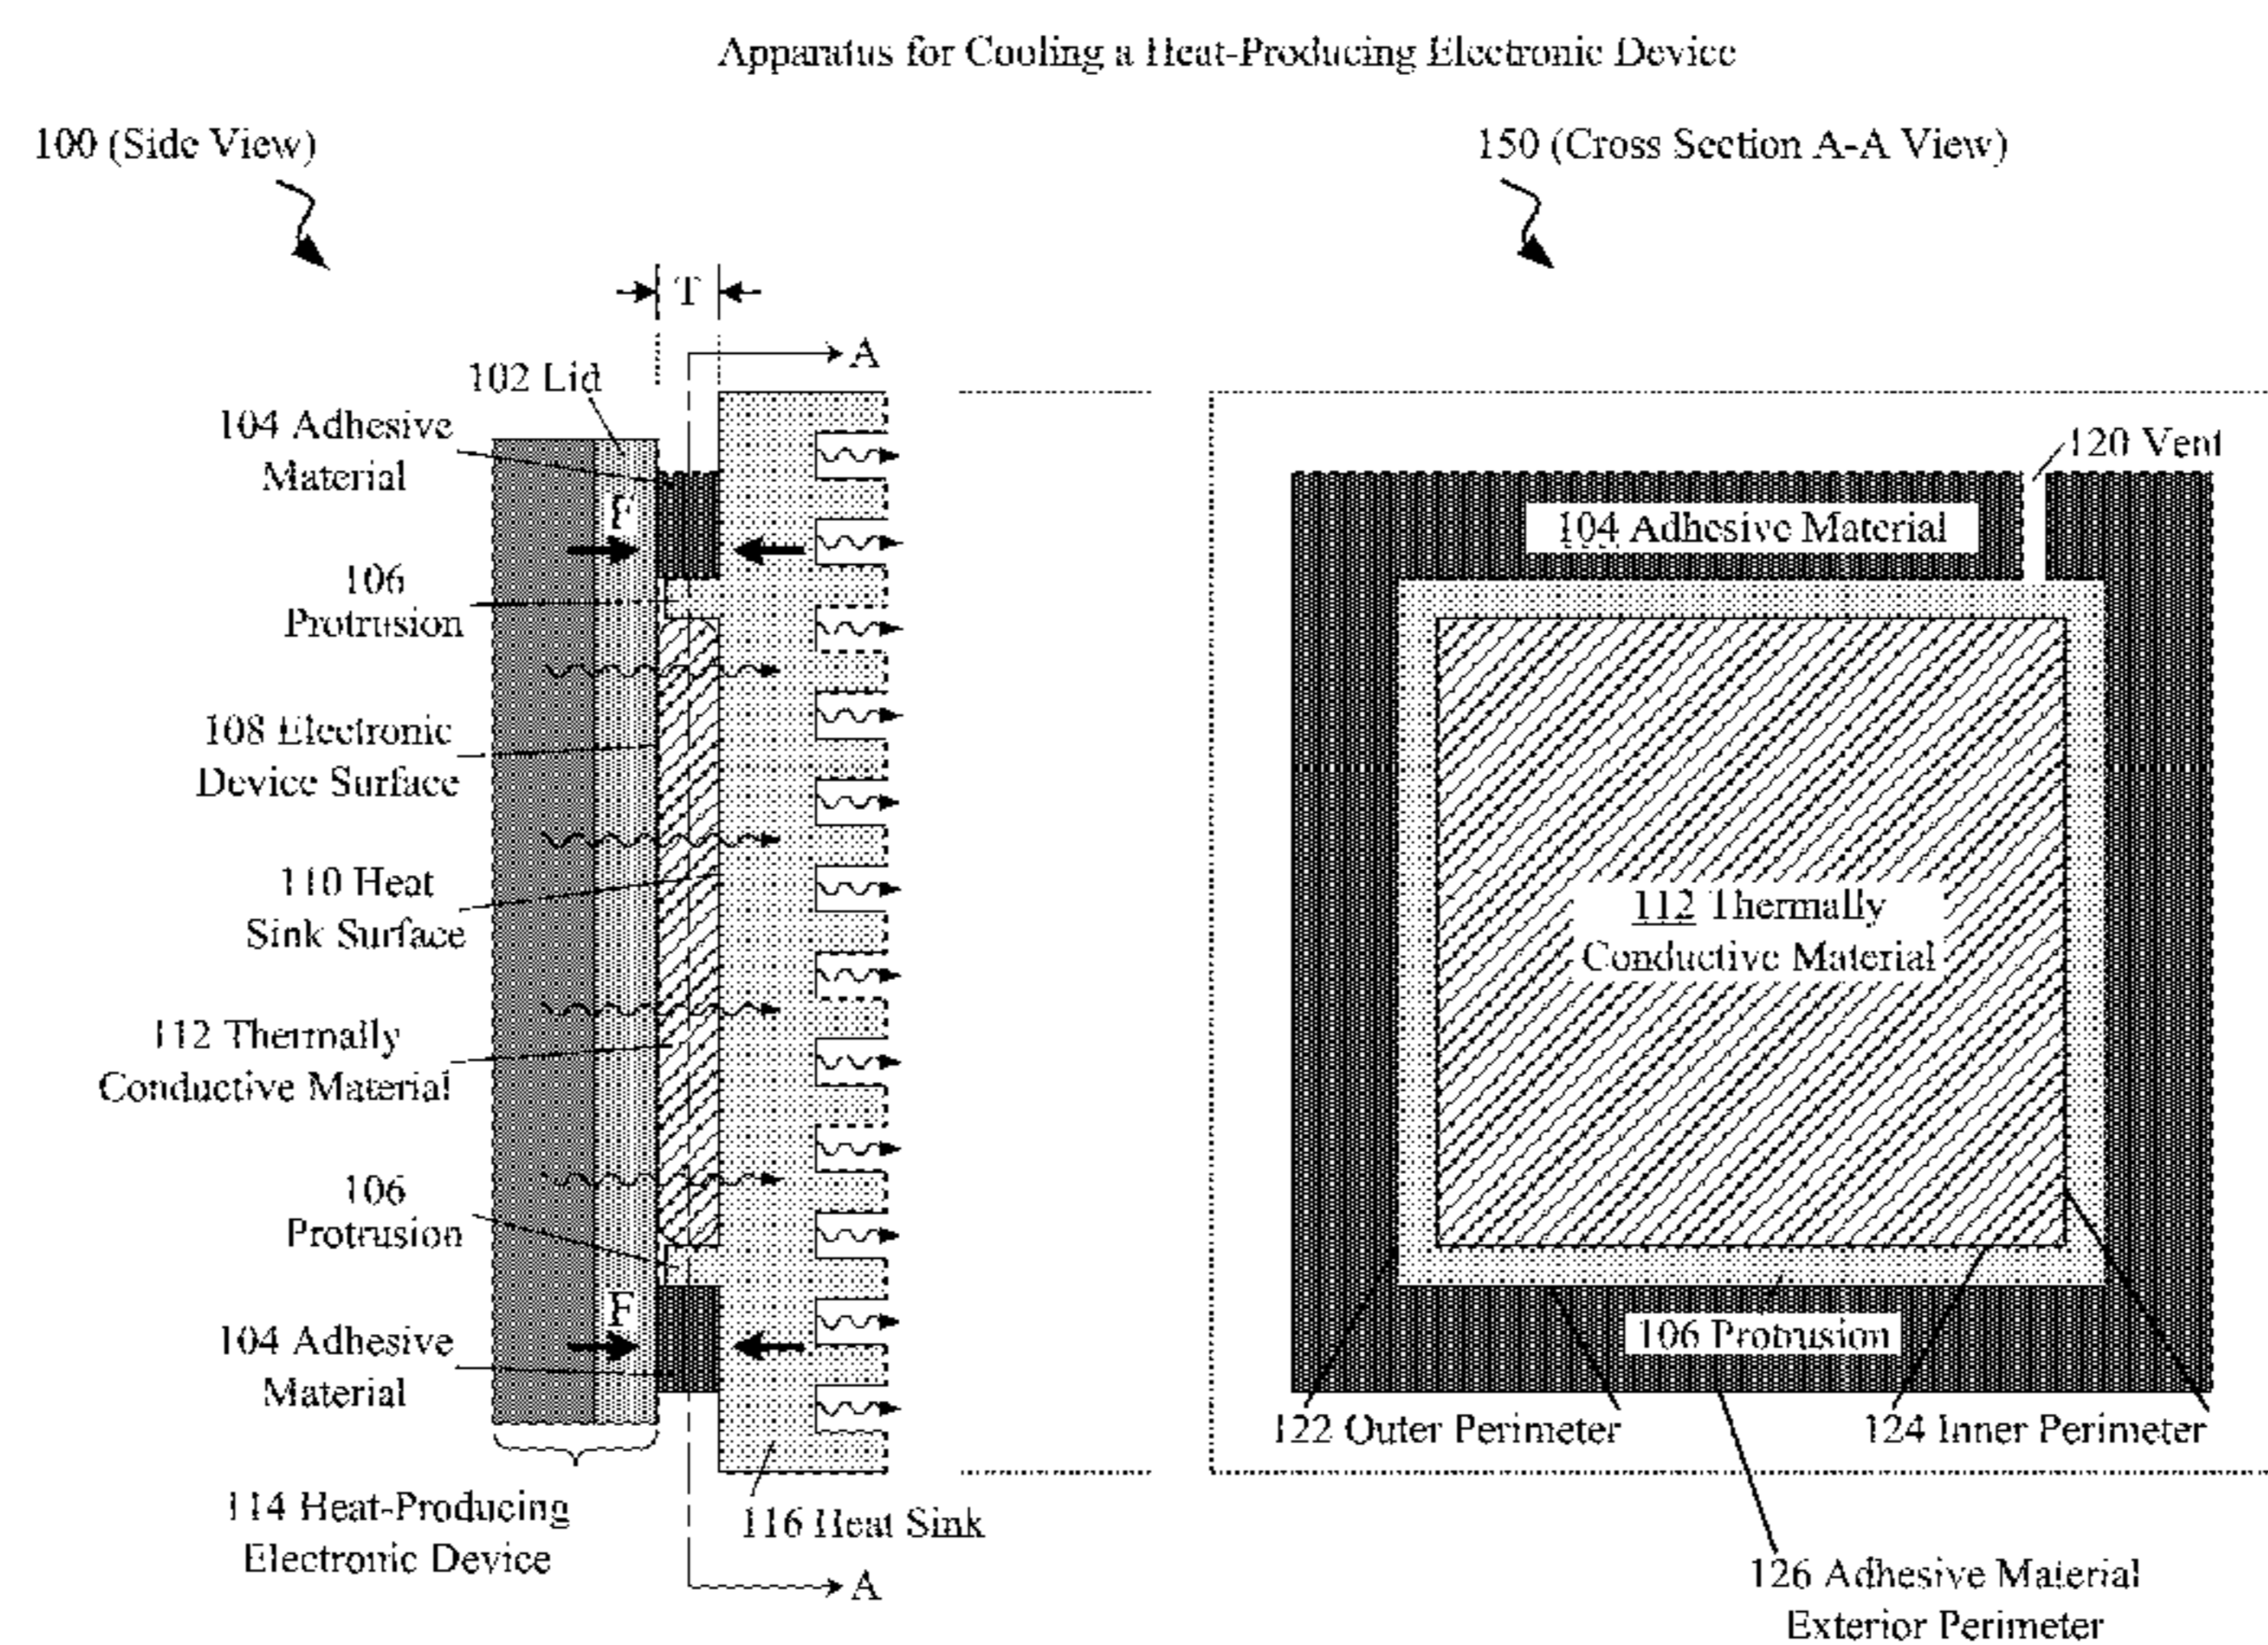 Apparatus for Cooling a Heat-Producing Electronic Device
100 (Side View)
150 (Cross Section A-A View)
T
A
102 Lid
104 Adhesive
Material
F
106
Protrusion
108 Electronic
Device Surface
110 Heat
Sink Surface
112 Thermally
Conductive Material
106
Protrusion
F
104 Adhesive
Material
114 Heat-Producing
Electronic Device
116 Heat Sink
A
120 Vent
104 Adhesive Material
112 Thermally
Conductive Material
106 Protrusion
122 Outer Perimeter
124 Inner Perimeter
126 Adhesive Material
Exterior Perimeter